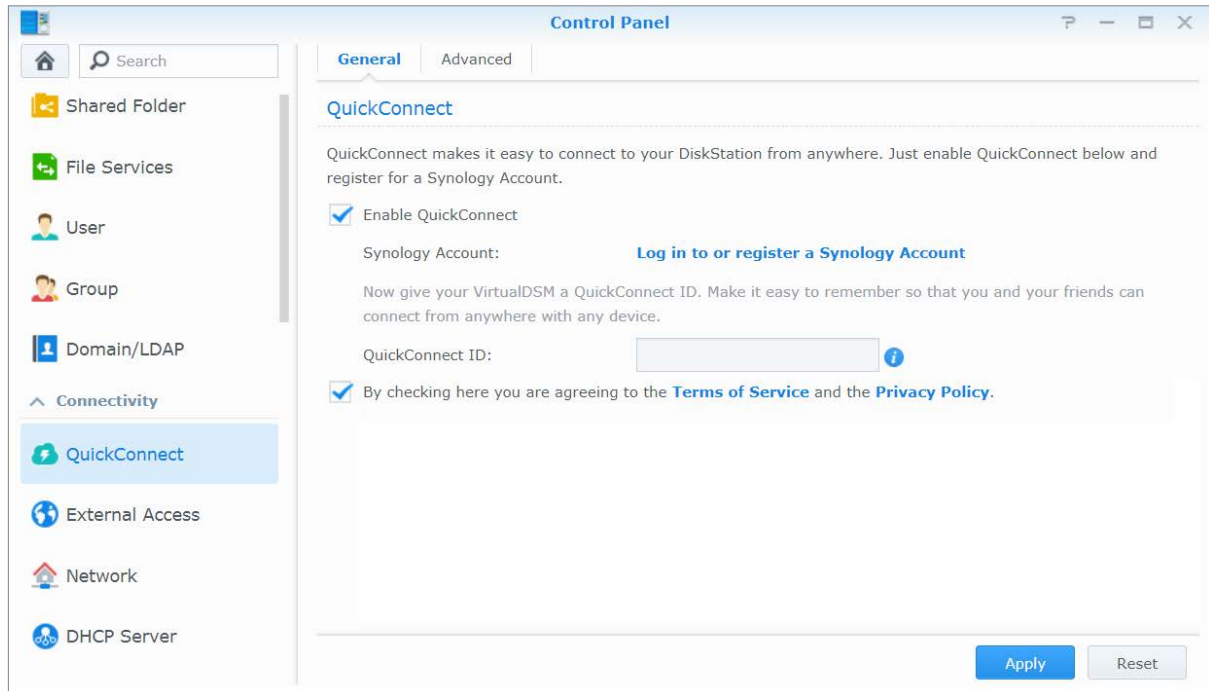 Control Panel
Search
General
Advanced
Shared Folder
File Services
User
Group
Domain/LDAP
Connectivity
QuickConnect
External Access
Network
DHCP Server
QuickConnect
QuickConnect makes it easy to connect to your DiskStation from anywhere. Just enable QuickConnect below and
register for a Synology Account.
Enable QuickConnect
Synology Account:
Log in to or register a Synology Account
Now give your VirtualDSM a QuickConnect ID. Make it easy to remember so that you and your friends can
connect from anywhere with any device.
QuickConnect ID:
By checking here you are agreeing to the Terms of Service and the Privacy Policy.
Apply
Reset